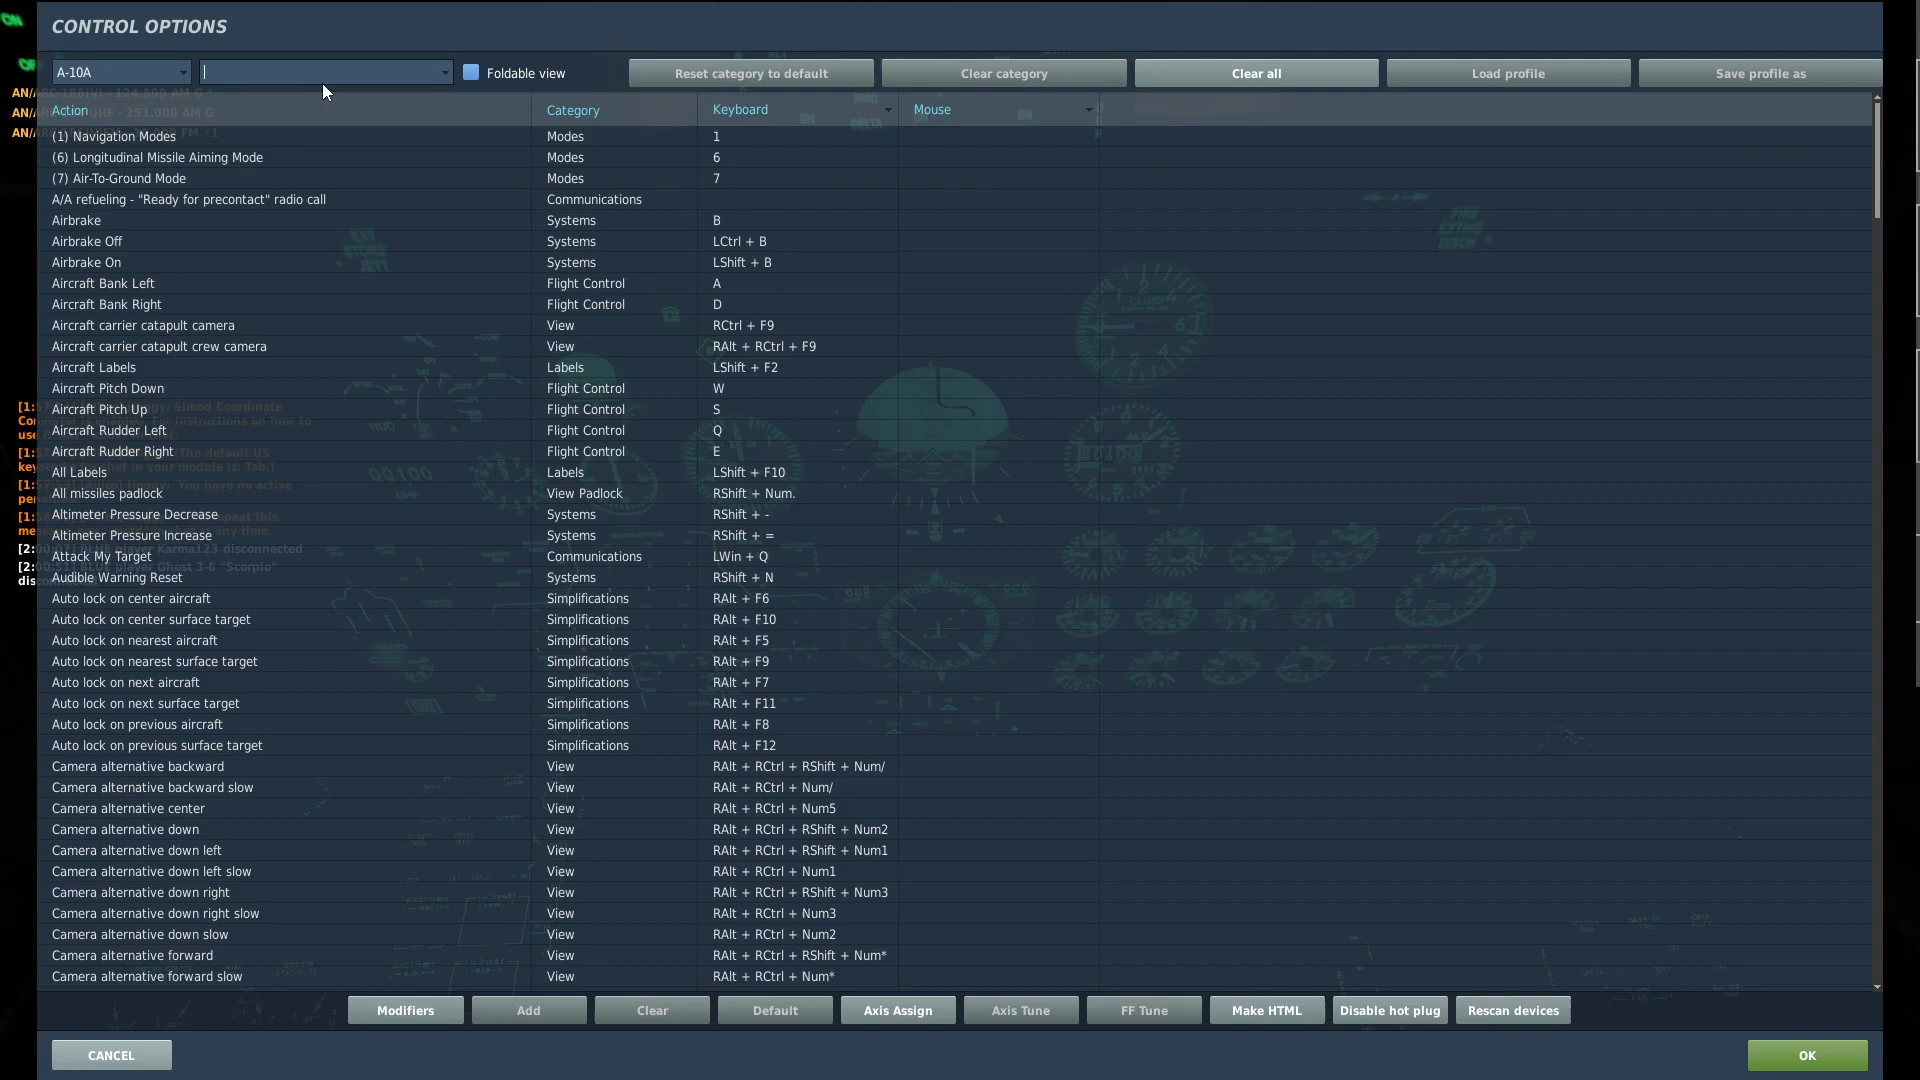 CONTROL OPTIONS
A-10A Foldable view Reset category to default Clear category Clear all Load profile Save profile as
Action Category Keyboard Mouse
(1) Navigation Modes Modes 1
(6) Longitudinal Missile Aiming Mode Modes 6
(7) Air-To-Ground Mode Modes 7
A/A refueling - "Ready for precontact" radio call Communications
Airbrake Systems B
Airbrake Off Systems LCtrl + B
Airbrake On Systems LShift + B
Aircraft Bank Left Flight Control A
Aircraft Bank Right Flight Control D
Aircraft carrier catapult camera View RCtrl + F9
Aircraft carrier catapult crew camera View RAlt + RCtrl + F9
Aircraft Labels Labels LShift + F2
Aircraft Pitch Down Flight Control W
Aircraft Pitch Up Flight Control S
Aircraft Rudder Left Flight Control Q
Aircraft Rudder Right Flight Control E
All Labels Labels LShift + F10
All missiles padlock View Padlock RShift + Num.
Altimeter Pressure Decrease Systems RShift + -
Altimeter Pressure Increase Systems RShift + =
Attack My Target Communications LWin + Q
Audible Warning Reset Systems RShift + N
Auto lock on center aircraft Simplifications RAlt + F6
Auto lock on center surface target Simplifications RAlt + F10
Auto lock on nearest aircraft Simplifications RAlt + F5
Auto lock on nearest surface target Simplifications RAlt + F9
Auto lock on next aircraft Simplifications RAlt + F7
Auto lock on next surface target Simplifications RAlt + F11
Auto lock on previous aircraft Simplifications RAlt + F8
Auto lock on previous surface target Simplifications RAlt + F12
Camera alternative backward View RAlt + RCtrl + RShift + Num/
Camera alternative backward slow View RAlt + RCtrl + Num/
Camera alternative center View RAlt + RCtrl + Num5
Camera alternative down View RAlt + RCtrl + RShift + Num2
Camera alternative down left View RAlt + RCtrl + RShift + Num1
Camera alternative down left slow View RAlt + RCtrl + Num1
Camera alternative down right View RAlt + RCtrl + RShift + Num3
Camera alternative down right slow View RAlt + RCtrl + Num3
Camera alternative down slow View RAlt + RCtrl + Num2
Camera alternative forward View RAlt + RCtrl + RShift + Num*
Camera alternative forward slow View RAlt + RCtrl + Num*
Modifiers Add Clear Default Axis Assign Axis Tune FF Tune Make HTML Disable hot plug Rescan devices
CANCEL OK